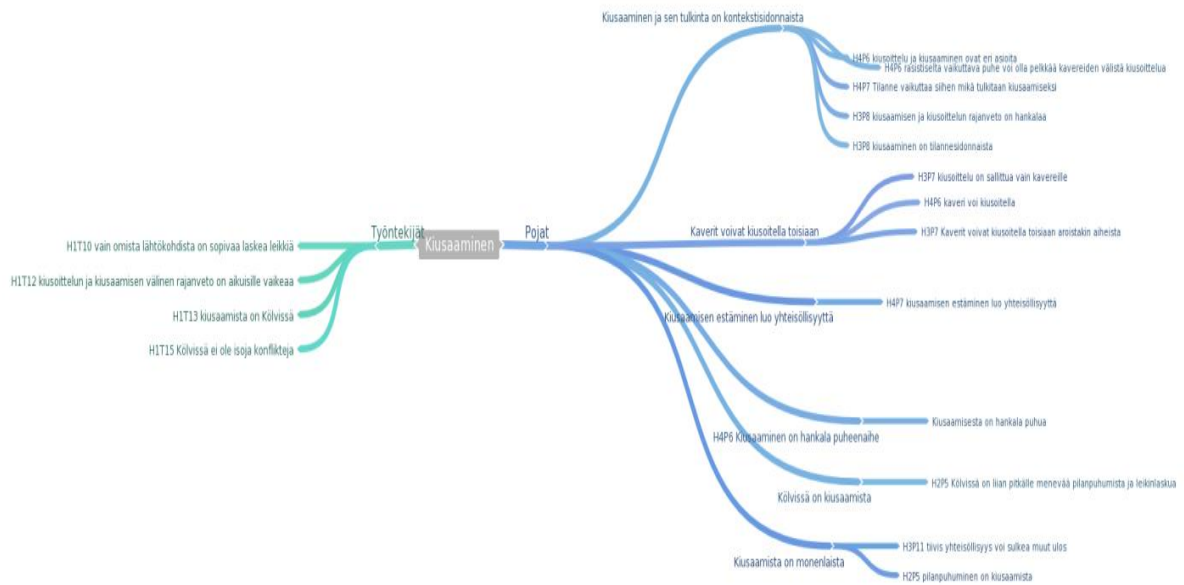 Kiusaaminen ja sen tulkinta on kontekstisidonnaista
H4P6 kiusoittelu ja kiusaaminen ovat eri asioita
H4P6 rasistiselta vaikuttava puhe voi olla pelkkää kavereiden välistä kiusoittelua
H4P7 Tilanne vaikuttaa siihen mikä tulkitaan kiusaamiseksi
H3P8 kiusaamisen ja kiusoittelun rajanveto on hankalaa
H3P8 kiusaaminen on tilannesidonnaista
H3P7 kiusoittelu on sallittua vain kavereille
H4P6 kaveri voi kiusoitella
Kaverit voivat kiusoitella toisiaan
H3P7 Kaverit voivat kiusoitella toisiaan aroistakin aiheista
Työntekijät
Kiusaaminen
Pojat
H1T10 vain omista lähtökohdista on sopivaa laskea leikkiä
H1T12 kiusoittelun ja kiusaamisen välinen rajanveto on aikuisille vaikeaa
H1T13 kiusaamista on Kölvissä
H1T15 Kölvissä ei ole isoja konflikteja
H4P7 kiusaamisen estäminen luo yhteisöllisyyttä
Kiusaamisen estäminen luo yhteisöllisyyttä
Kiusaamisesta on hankala puhua
H4P6 Kiusaaminen on hankala puheenaihe
H2P5 Kölvissä on liian pitkälle menevää pilanpuhumista ja leikinlaskua
Kölvissä on kiusaamista
H3P11 tiivis yhteisöllisyys voi sulkea muut ulos
Kiusaamista on monenlaista
H2P5 pilanpuhuminen on kiusaamista